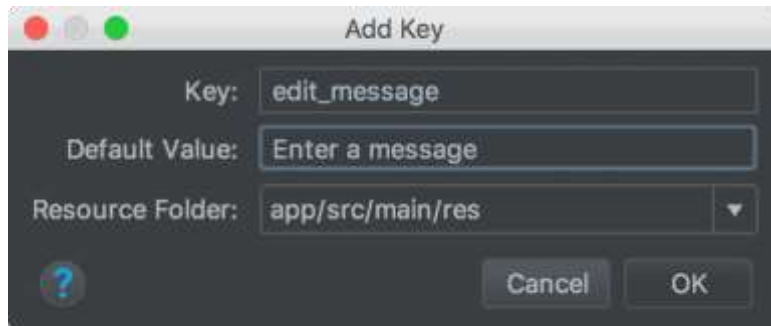 Add Key
Key: edit_message
Default Value: Enter a message
Resource Folder: app/src/main/res
? Cancel OK